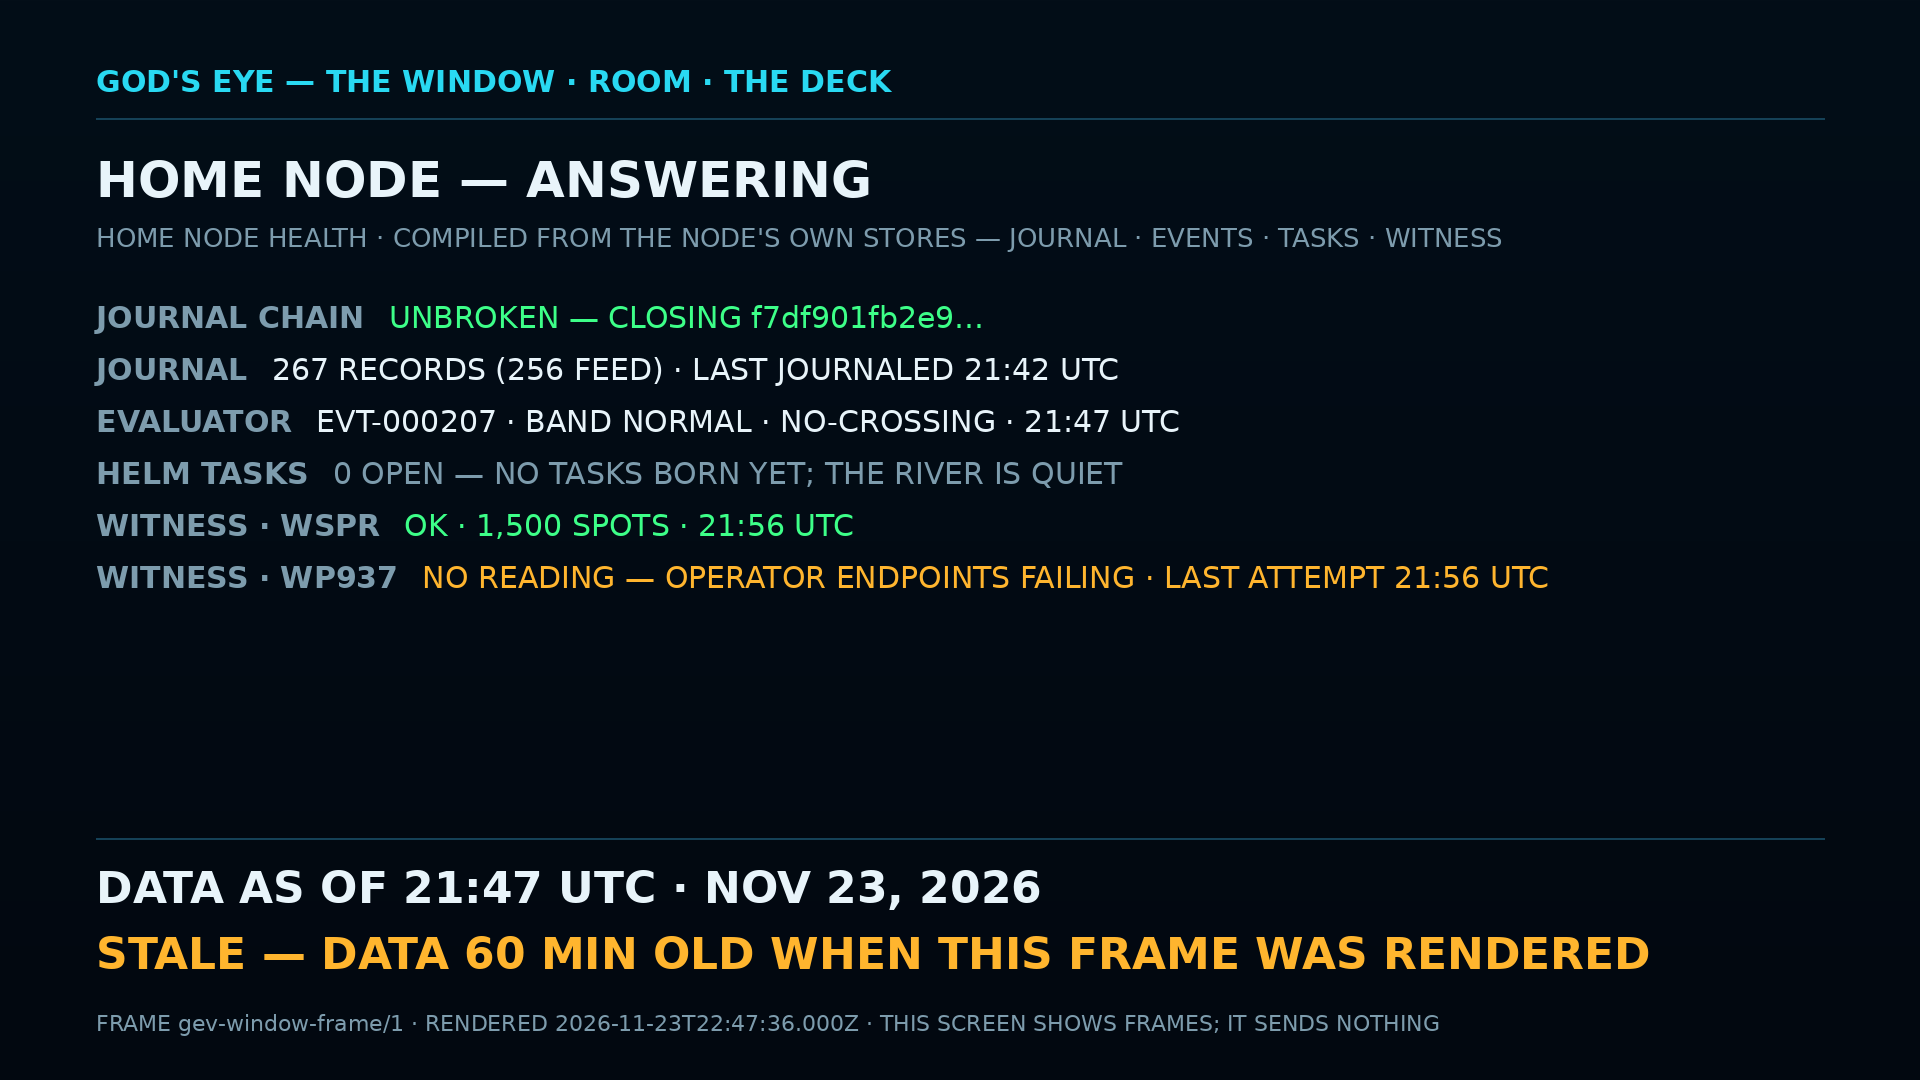 GOD'S EYE — THE WINDOW · ROOM · THE DECK
HOME NODE — ANSWERING
HOME NODE HEALTH · COMPILED FROM THE NODE'S OWN STORES — JOURNAL · EVENTS · TASKS · WITNESS
JOURNAL CHAIN UNBROKEN — CLOSING f7df901fb2e9…
JOURNAL 267 RECORDS (256 FEED) · LAST JOURNALED 21:42 UTC
EVALUATOR EVT-000207 · BAND NORMAL · NO-CROSSING · 21:47 UTC
HELM TASKS 0 OPEN — NO TASKS BORN YET; THE RIVER IS QUIET
WITNESS · WSPR OK · 1,500 SPOTS · 21:56 UTC
WITNESS · WP937 NO READING — OPERATOR ENDPOINTS FAILING · LAST ATTEMPT 21:56 UTC
DATA AS OF 21:47 UTC · NOV 23, 2026
STALE — DATA 60 MIN OLD WHEN THIS FRAME WAS RENDERED
FRAME gev-window-frame/1 · RENDERED 2026-11-23T22:47:36.000Z · THIS SCREEN SHOWS FRAMES; IT SENDS NOTHING